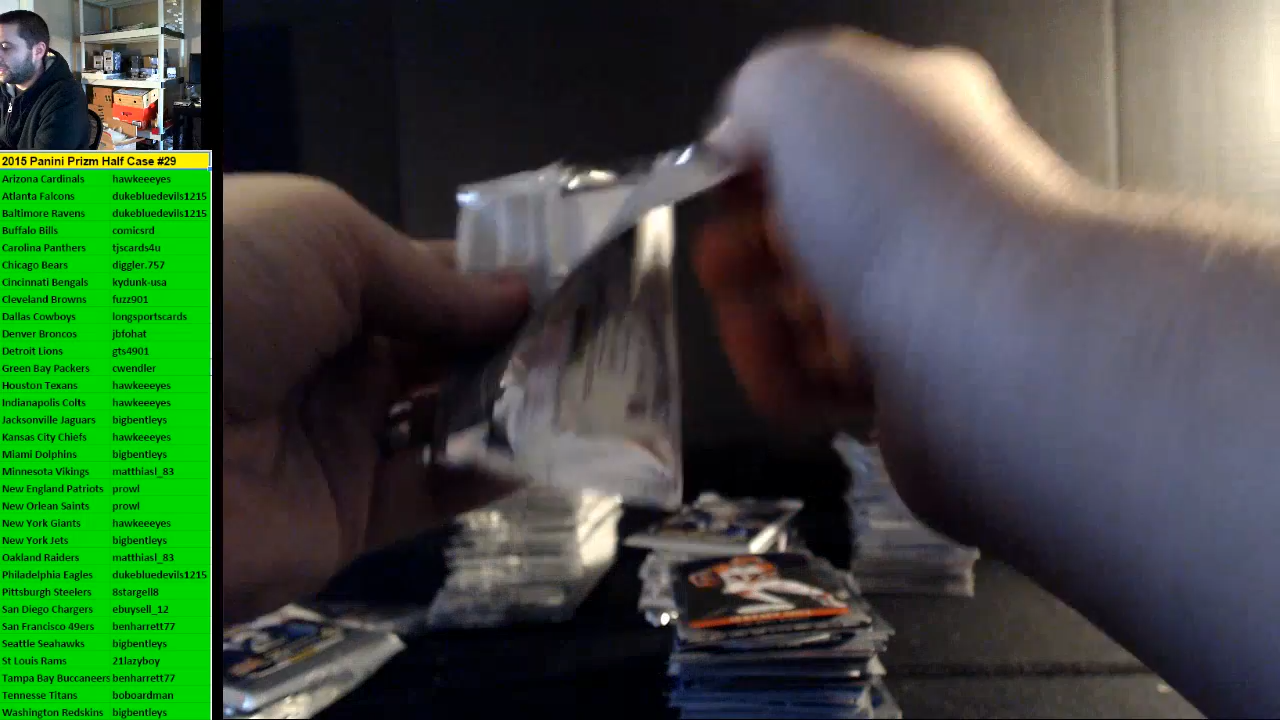 2015 Panini Prizm Half Case #29
Arizona Cardinals hawkeeeyes
Atlanta Falcons dukebluedevils1215
Baltimore Ravens dukebluedevils1215
Buffalo Bills comicsrd
Carolina Panthers tjscards4u
Chicago Bears diggler.757
Cincinnati Bengals kydunk-usa
Cleveland Browns fuzz901
Dallas Cowboys longsportscards
Denver Broncos jbfohat
Detroit Lions gts4901
Green Bay Packers cwendler
Houston Texans hawkeeeyes
Indianapolis Colts hawkeeeyes
Jacksonville Jaguars bigbentleys
Kansas City Chiefs hawkeeeyes
Miami Dolphins bigbentleys
Minnesota Vikings matthiasl_83
New England Patriots prowl
New Orlean Saints prowl
New York Giants hawkeeeyes
New York Jets bigbentleys
Oakland Raiders matthiasl_83
Philadelphia Eagles dukebluedevils1215
Pittsburgh Steelers 8stargell8
San Diego Chargers ebuysell_12
San Francisco 49ers benharrett77
Seattle Seahawks bigbentleys
St Louis Rams 21lazyboy
Tampa Bay Buccaneers benharrett77
Tennesse Titans boboardman
Washington Redskins bigbentleys